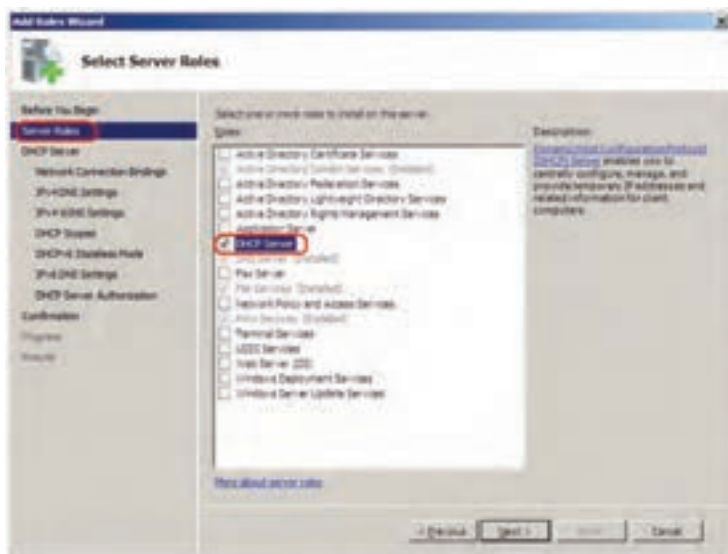 Add Roles Wizard
Select Server Roles
Before You Begin
Server Roles
DHCP Server
Network Connection Bindings
IPv4 DNS Settings
IPv4 WINS Settings
DHCP Scopes
DHCPv6 Stateless Mode
IPv6 DNS Settings
DHCP Server Authorization
Confirmation
Progress
Results
Select one or more roles to install on this server.
Roles:
Active Directory Certificate Services
Active Directory Domain Services (Installed)
Active Directory Federation Services
Active Directory Lightweight Directory Services
Active Directory Rights Management Services
Application Server
DHCP Server
DNS Server (Installed)
Fax Server
File Services (Installed)
Network Policy and Access Services
Print Services (Installed)
Terminal Services
UDDI Services
Web Server (IIS)
Windows Deployment Services
Windows Server Update Services
More about server roles
Description:
Dynamic Host Configuration Protocol
(DHCP) Server enables you to
centrally configure, manage, and
provide temporary IP addresses and
related information for client
computers.
< Previous
Next >
Cancel